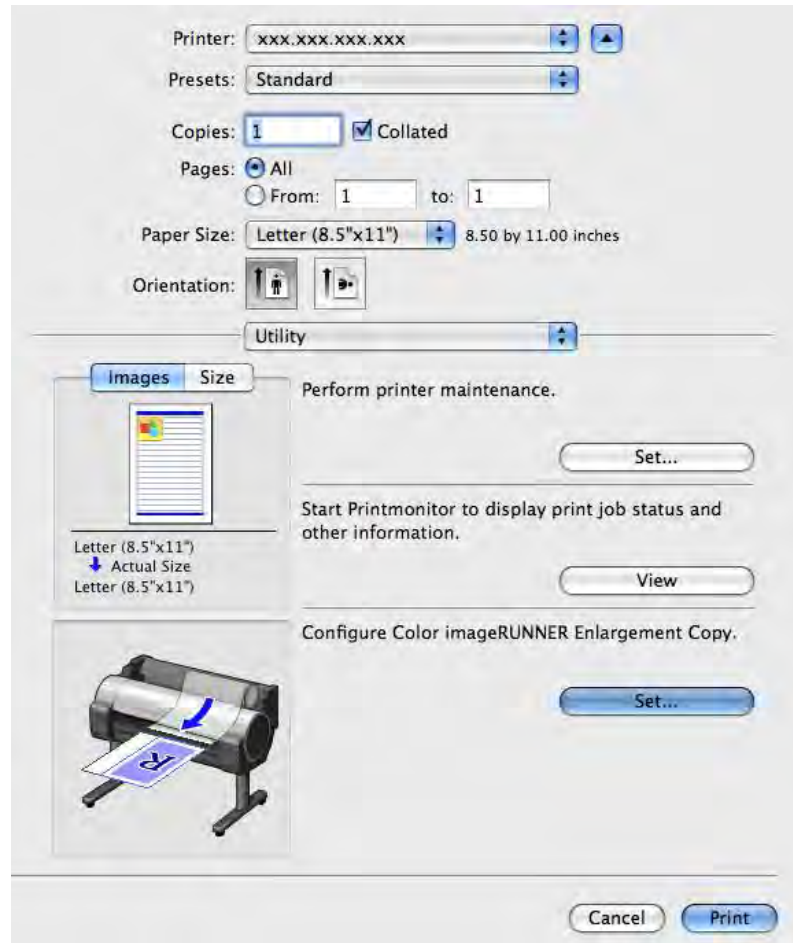 Printer: xxx.xxx.xxx.xxx
Presets: Standard
Copies: 1 Collated
Pages: All
From: 1 to: 1
Paper Size: Letter (8.5"x11") 8.50 by 11.00 inches
Orientation:
Utility
Images Size
Letter (8.5"x11")
Actual Size
Letter (8.5"x11")
Perform printer maintenance.
Set...
Start Printmonitor to display print job status and
other information.
View
Configure Color imageRUNNER Enlargement Copy.
Set...
R
Cancel Print